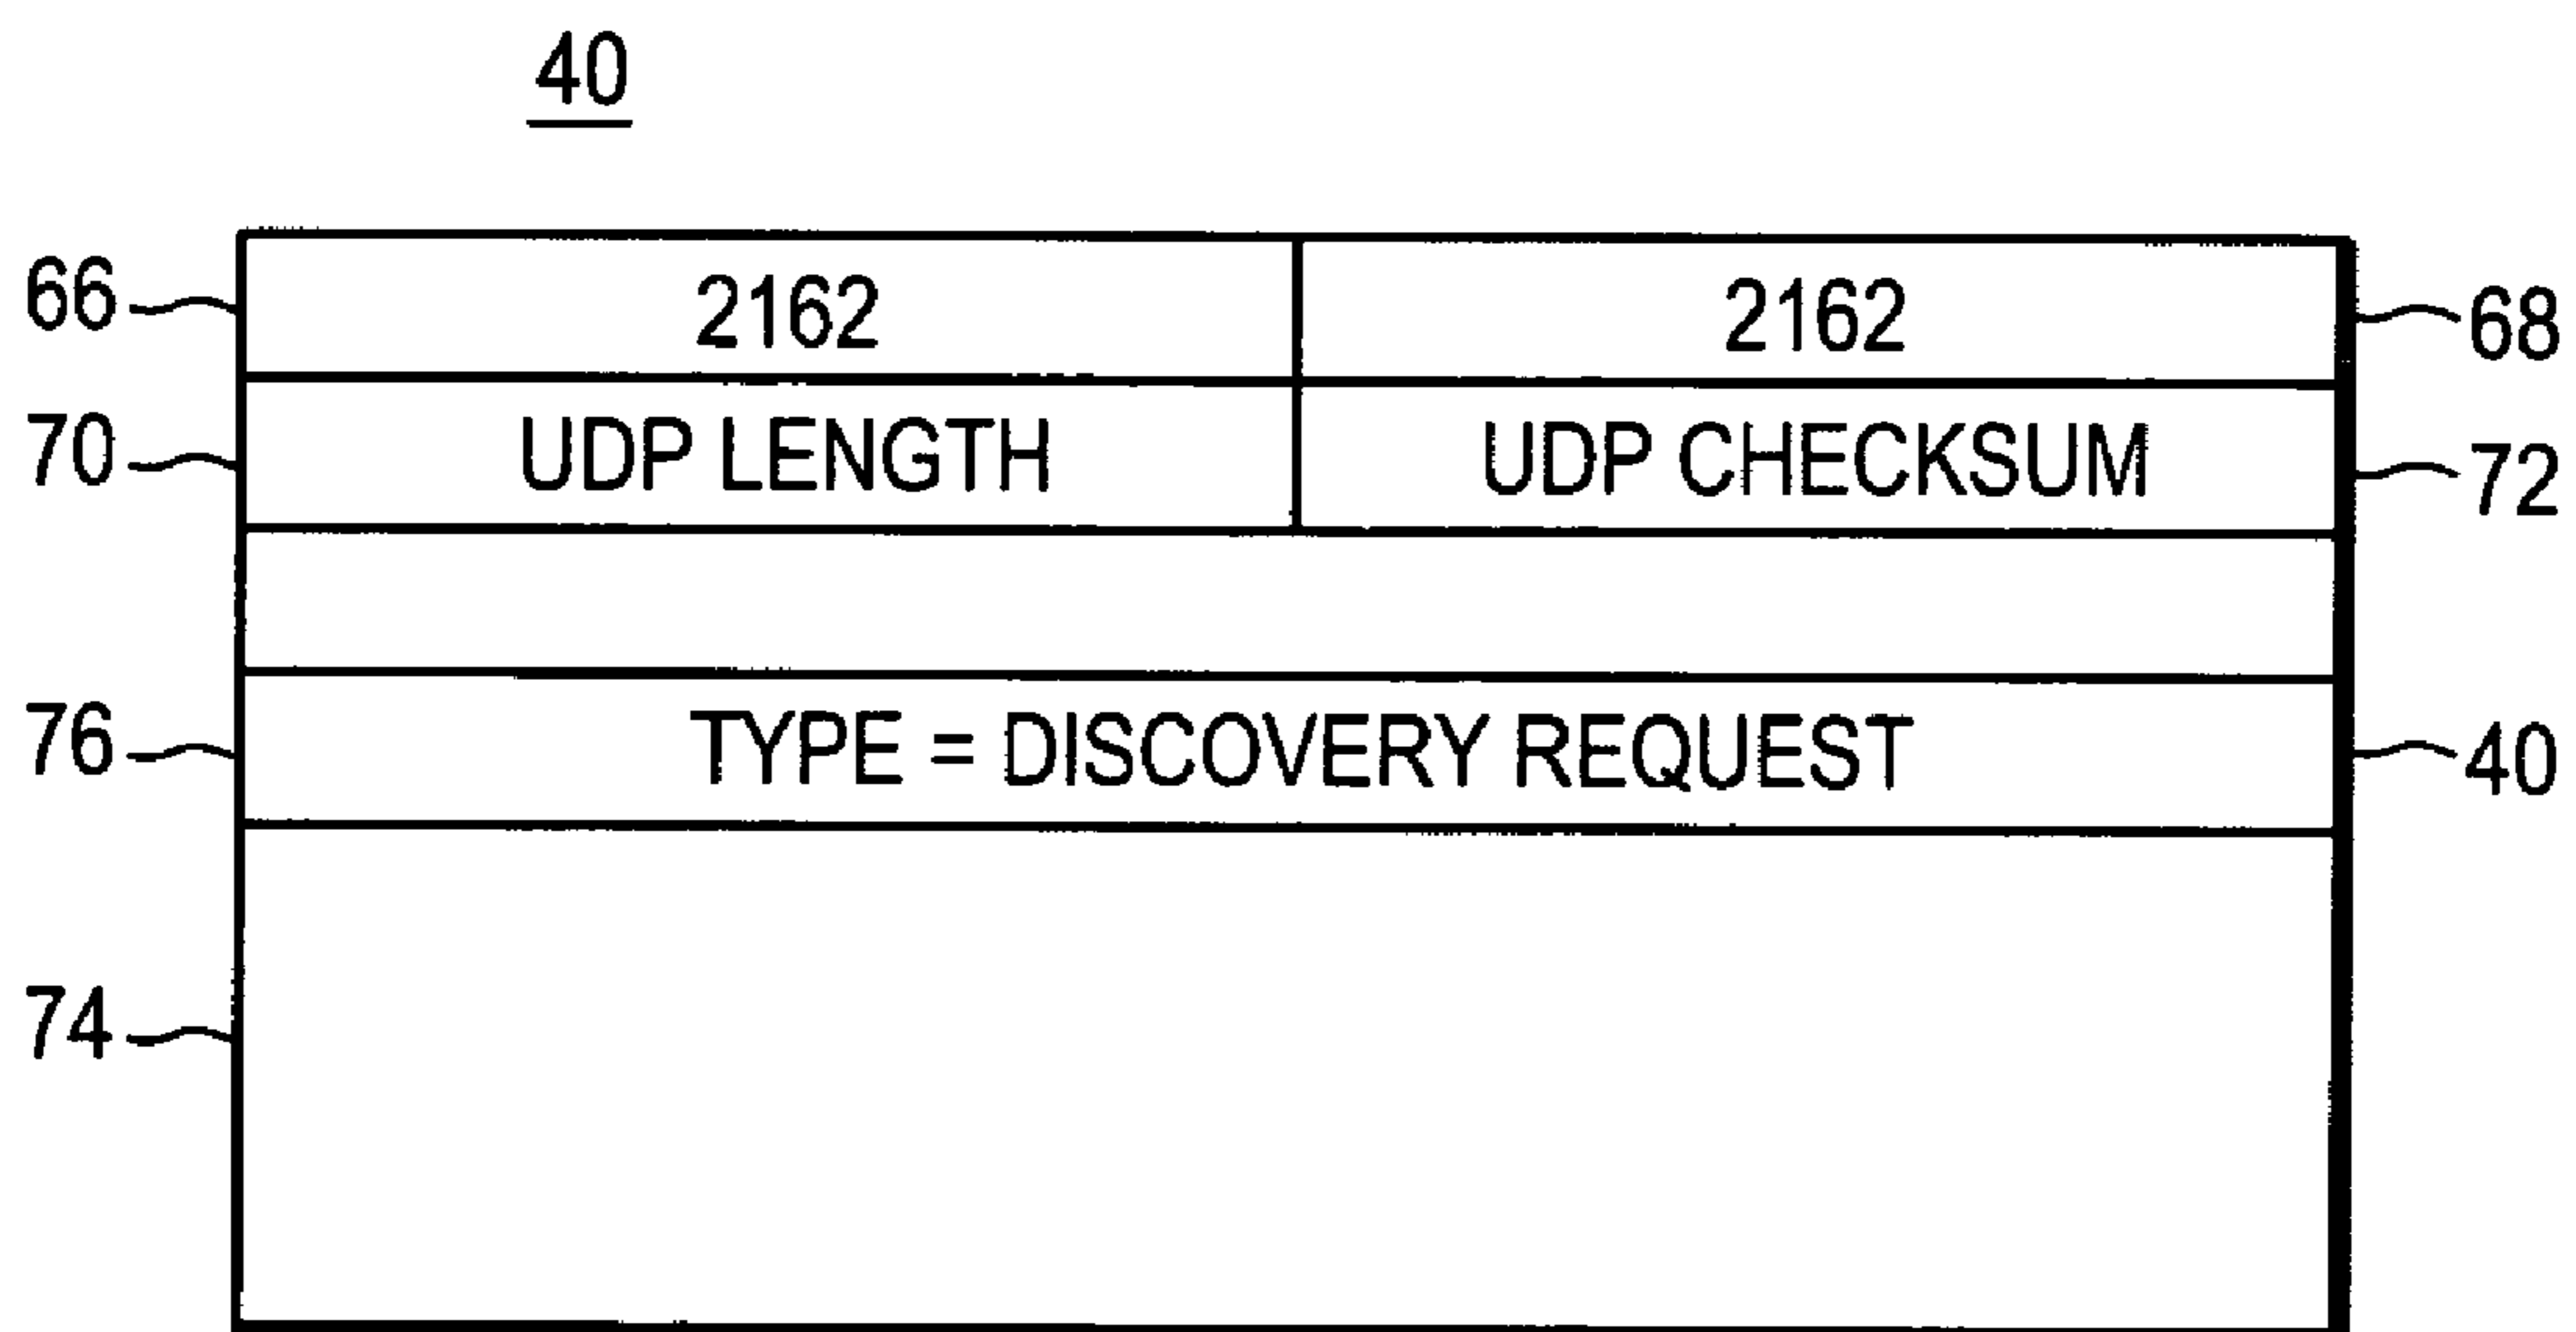 40
66 2162 2162 68
70 UDP LENGTH UDP CHECKSUM 72
76 TYPE = DISCOVERY REQUEST 40
74